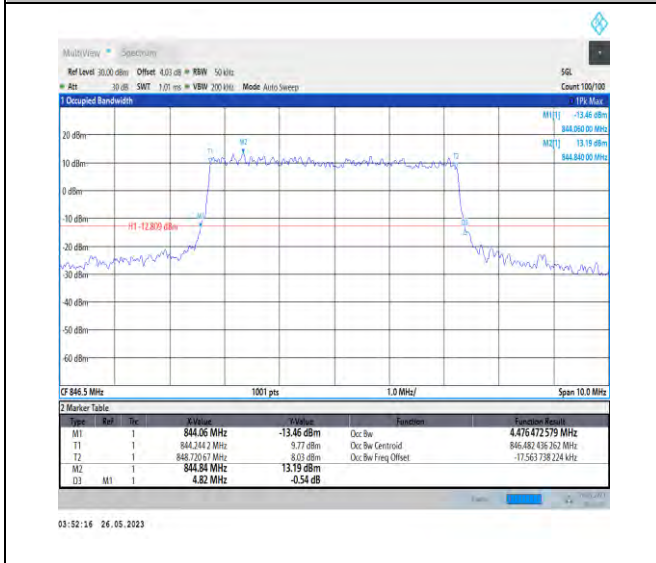 MultiView Spectrum
Ref Level 30.00 dBm Offset 4.03 dB RBW 50 kHz SGL
Att 30 dB SWT 1.01 ms VBW 200 kHz Mode Auto Sweep Count 100/100
1 Occupied Bandwidth 1Pk Max
M1[1] -13.46 dBm
844.060 00 MHz
M2[1] 13.19 dBm
844.840 00 MHz
20 dBm
M2
T1
T2
10 dBm
0 dBm
-10 dBm
M1
H1 -12.809 dBm
-20 dBm
-30 dBm
-40 dBm
-50 dBm
-60 dBm
CF 846.5 MHz 1001 pts 1.0 MHz/ Span 10.0 MHz
2 Marker Table
Type Ref Trc X-Value Y-Value Function Function Result
M1 1 844.06 MHz -13.46 dBm Occ Bw 4.476 472 579 MHz
T1 1 844.244 2 MHz 9.77 dBm Occ Bw Centroid 846.482 436 262 MHz
T2 1 848.720 67 MHz 8.03 dBm Occ Bw Freq Offset -17.563 738 224 kHz
M2 1 844.84 MHz 13.19 dBm
D3 M1 1 4.82 MHz -0.54 dB
03:52:16 26.05.2023